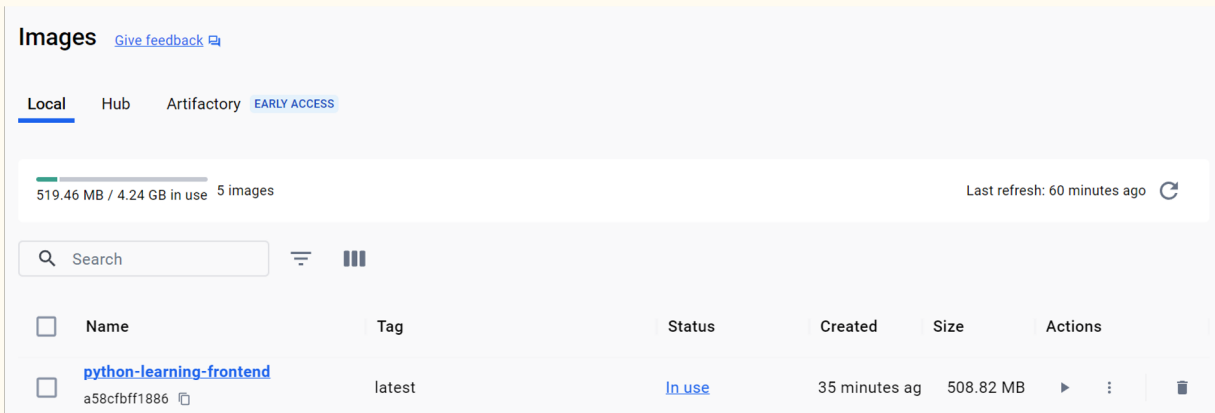 Images Give feedback
Local Hub Artifactory EARLY ACCESS
519.46 MB / 4.24 GB in use 5 images Last refresh: 60 minutes ago
Search
Name Tag Status Created Size Actions
python-learning-frontend
a58cfbff1886
latest In use 35 minutes ag 508.82 MB